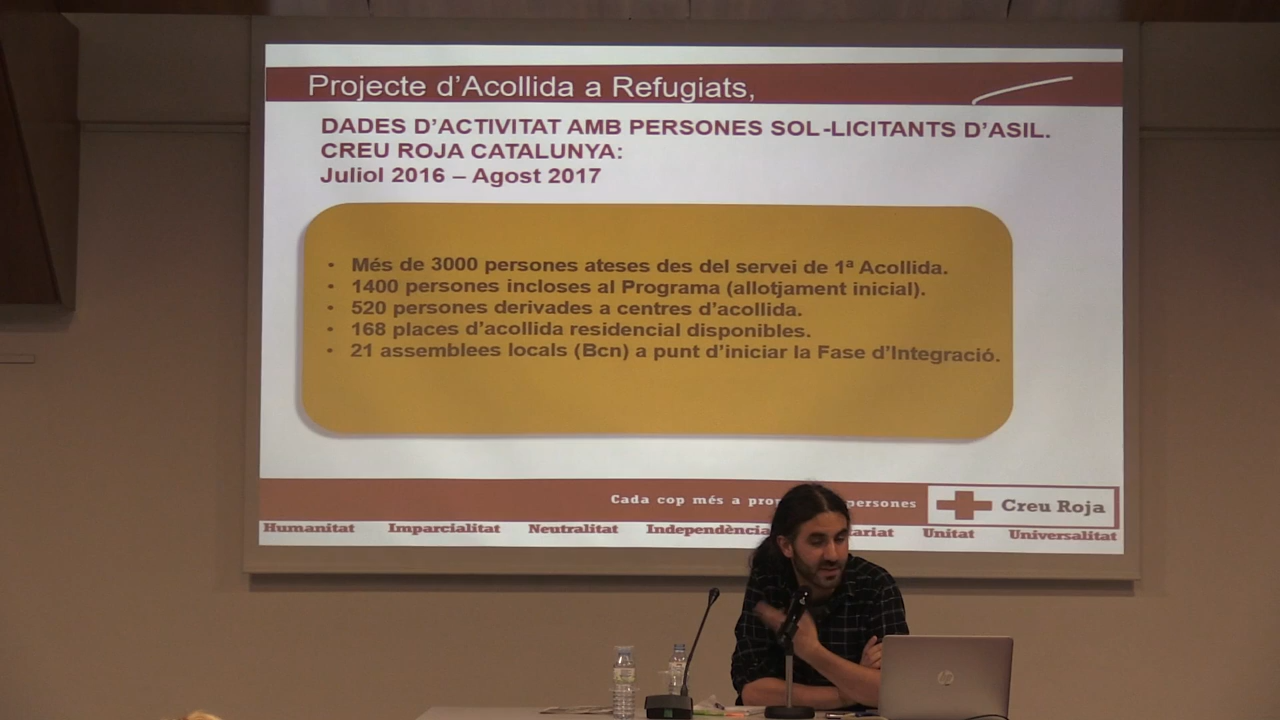 Projecte d'Acollida a Refugiats,
DADES D'ACTIVITAT AMB PERSONES SOL-LICITANTS D'ASIL.
CREU ROJA CATALUNYA:
Juliol 2016 – Agost 2017
• Més de 3000 persones ateses des del servei de 1ª Acollida.
• 1400 persones incloses al Programa (allotjament inicial).
• 520 persones derivades a centres d'acollida.
• 168 places d'acollida residencial disponibles.
• 21 assemblees locals (Bcn) a punt d'iniciar la Fase d'Integració.
Cada cop més a prop persones
Creu Roja
Humanitat Imparcialitat Neutralitat Independència tariat Unitat Universalitat
hp